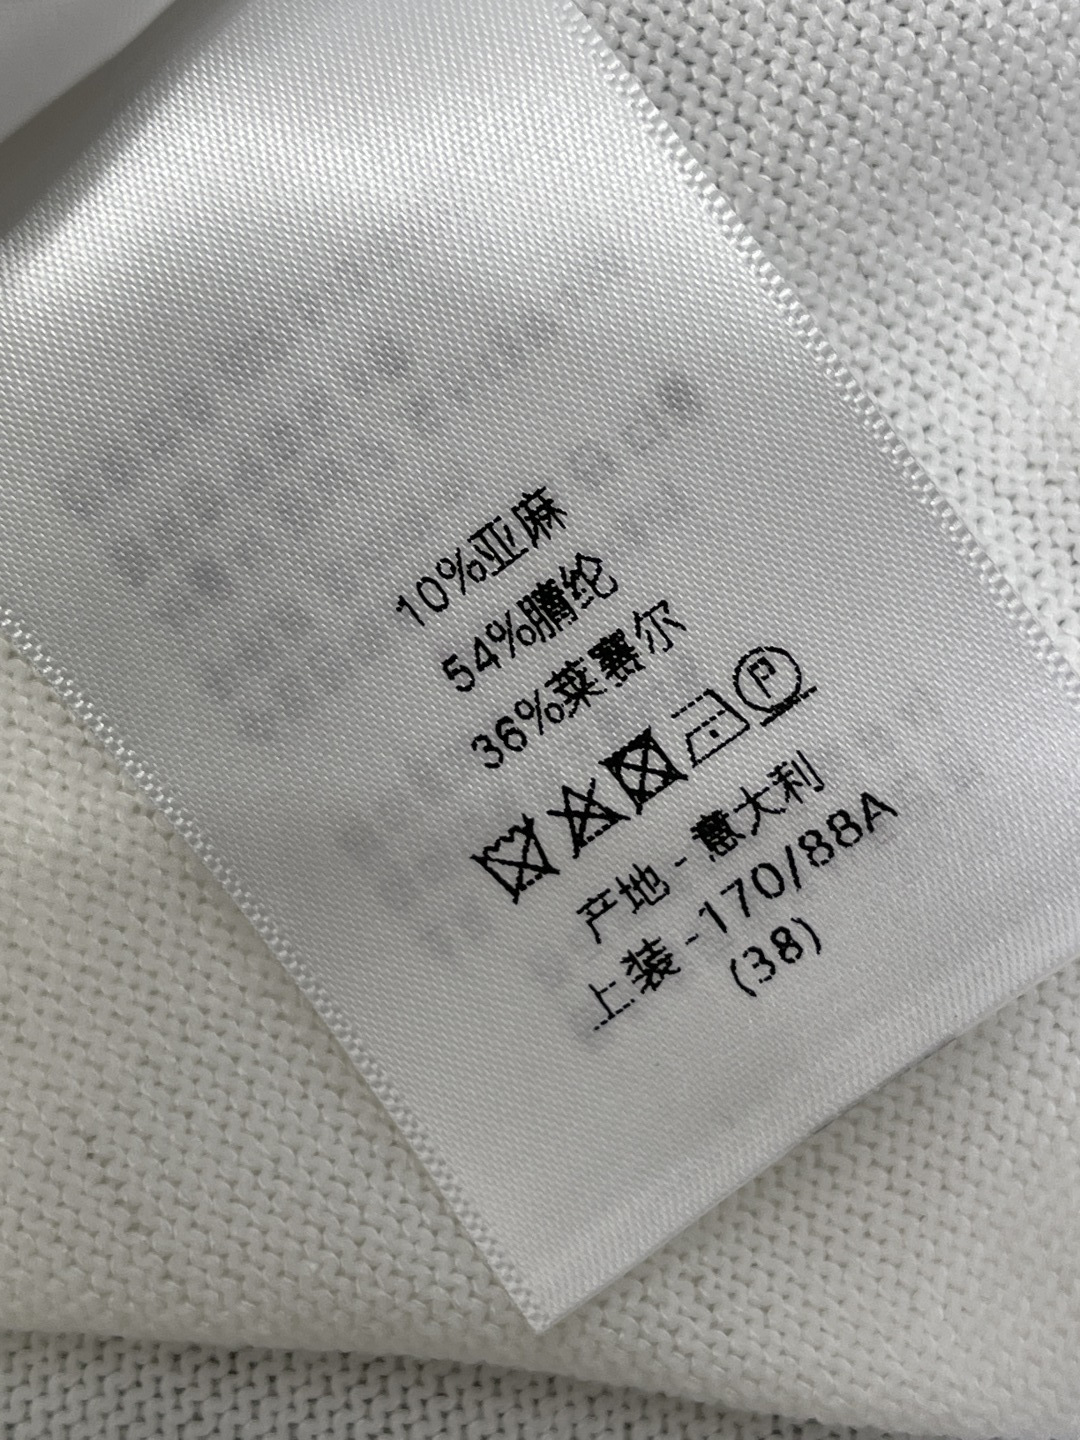 10%亚麻
54%腈纶
36%莱赛尔
P
产地 - 意大利
上装 - 170/88A
(38)